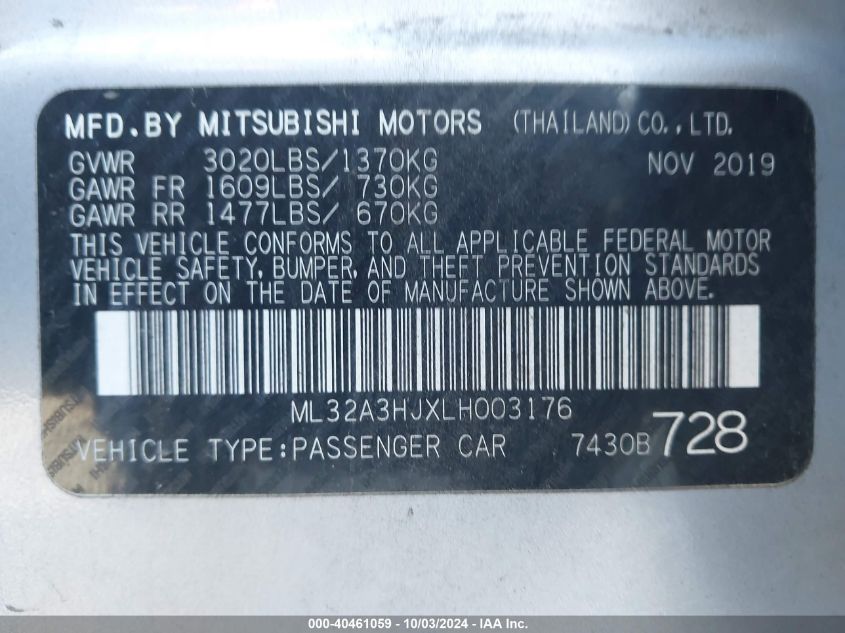 MFD.BY MITSUBISHI MOTORS (THAILAND) CO., LTD.
GVWR 3020LBS/1370KG NOV 2019
GAWR FR 1609LBS/ 730KG
GAWR RR 1477LBS/ 670KG
THIS VEHICLE CONFORMS TO ALL APPLICABLE FEDERAL MOTOR
VEHICLE SAFETY, BUMPER, AND THEFT PREVENTION STANDARDS
IN EFFECT ON THE DATE OF MANUFACTURE SHOWN ABOVE.
ML32A3HJXLH003176
VEHICLE TYPE:PASSENGER CAR 7430B 728
000-40461059 - 10/03/2024 - IAA Inc.